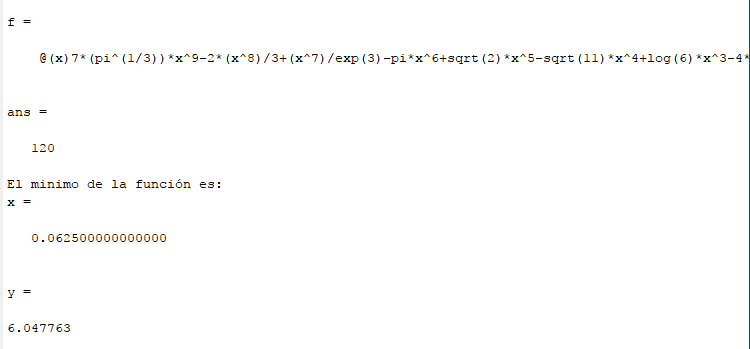 f =
@(x)7*(pi^(1/3))*x^9-2*(x^8)/3+(x^7)/exp(3)-pi*x^6+sqrt(2)*x^5-sqrt(11)*x^4+log(6)*x^3-4*
ans =
120
El minimo de la función es:
x =
0.062500000000000
y =
6.047763